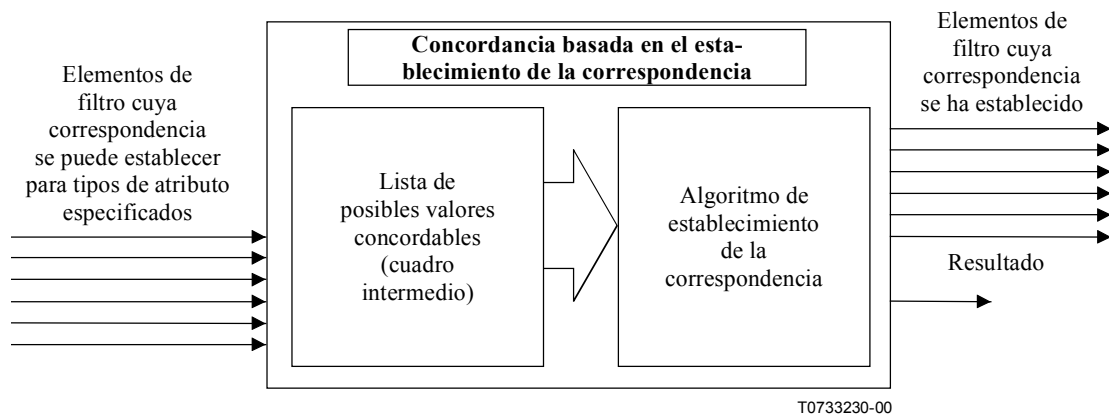 Elementos de
filtro cuya
correspondencia
se puede establecer
para tipos de atributo
especificados
Concordancia basada en el esta-
blecimiento de la correspondencia
Lista de
posibles valores
concordables
(cuadro
intermedio)
Algoritmo de
establecimiento
de la
correspondencia
Elementos de
filtro cuya
correspondencia
se ha establecido
Resultado
T0733230-00